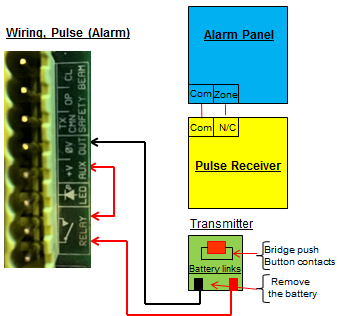 Wiring, Pulse (Alarm)
Alarm Panel
Com Zone
Com N/C
Pulse Receiver
TX OP CL
CMN SAFETY BEAM
+V 0V
LED AUX OUT
RELAY
Transmitter
Battery links
Bridge push
Button contacts
Remove
the battery